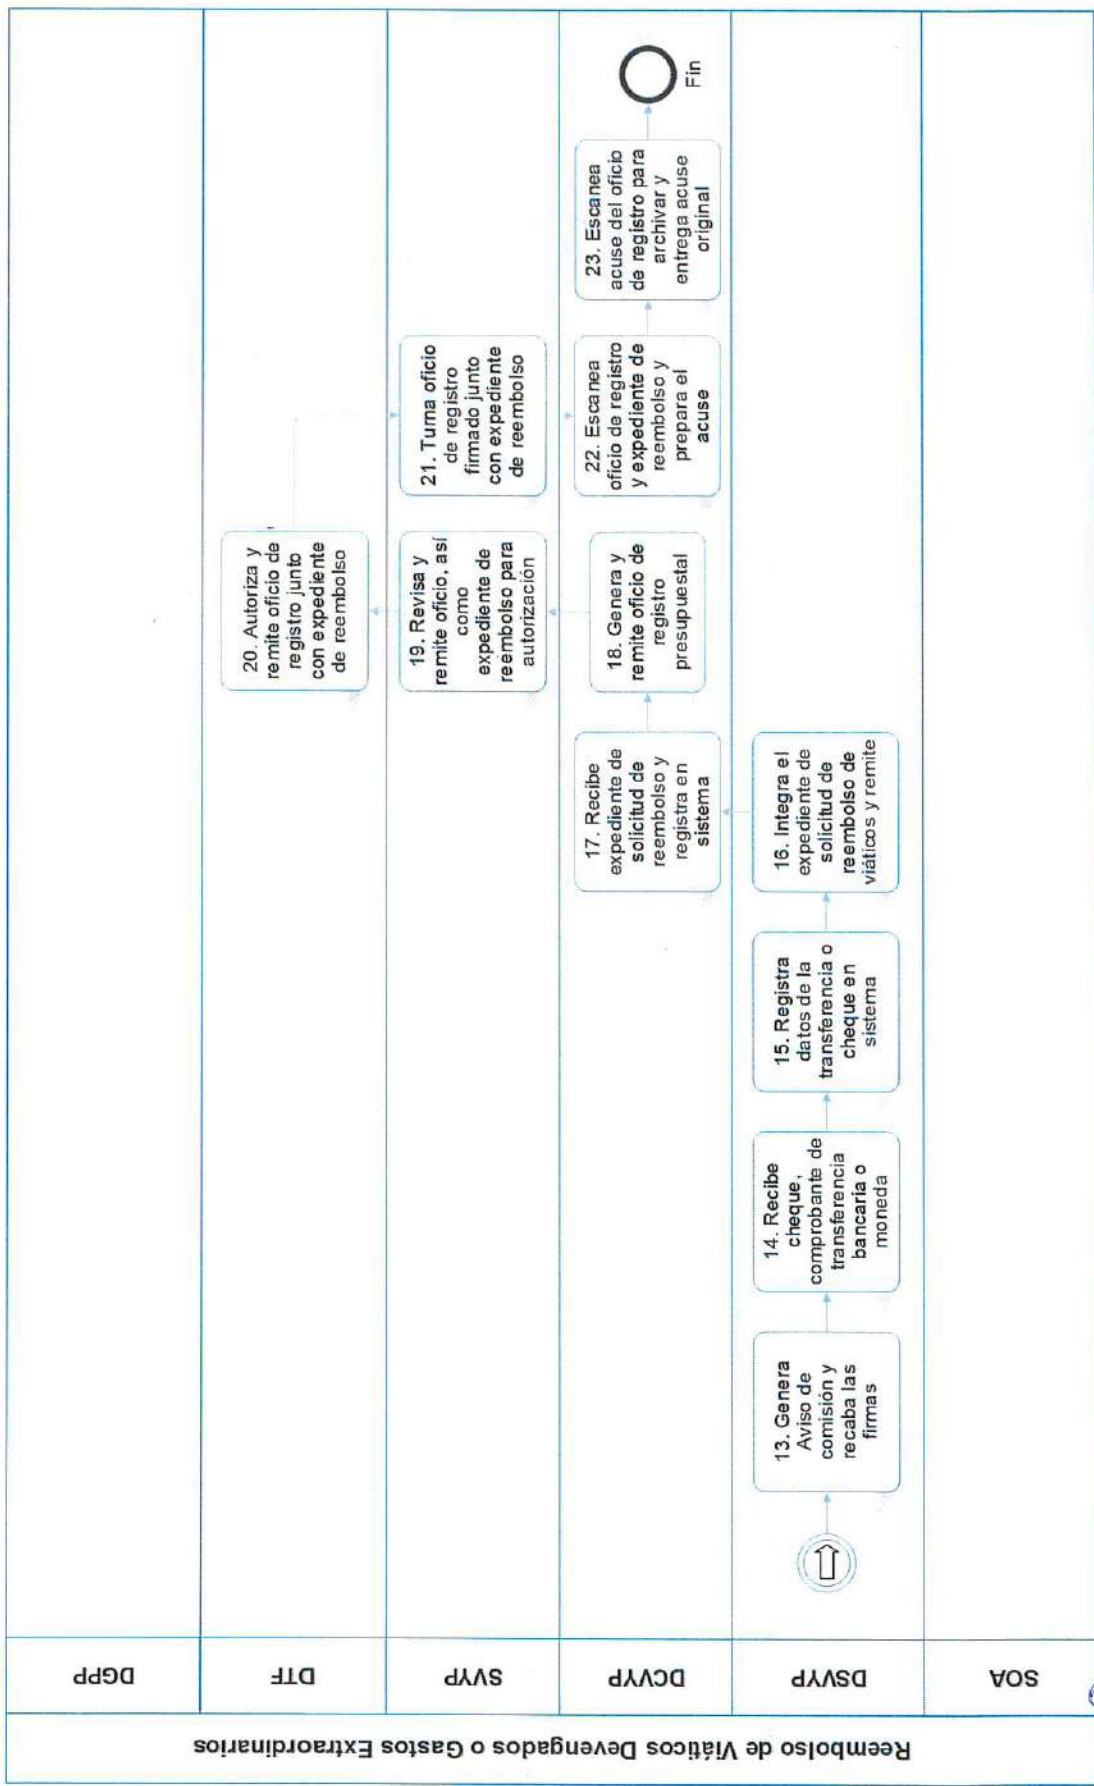 Reembolso de Viáticos Devengados o Gastos Extraordinarios
DGPP
DTF
SVYP
DCVYP
DSVYP
SOA
13. Genera
Aviso de
comisión y
recaba las
firmas
14. Recibe
cheque,
comprobante de
transferencia
bancaria o
moneda
15. Registra
datos de la
transferencia o
cheque en
sistema
16. Integra el
expediente de
solicitud de
reembolso de
viáticos y remite
17. Recibe
expediente de
solicitud de
reembolso y
registra en
sistema
18. Genera y
remite oficio de
registro
presupuestal
19. Revisa y
remite oficio, así
como
expediente de
reembolso para
autorización
20. Autoriza y
remite oficio de
registro junto
con expediente
de reembolso
21. Turna oficio
de registro
firmado junto
con expediente
de reembolso
22. Escanea
oficio de registro
y expediente de
reembolso y
prepara el
acuse
23. Escanea
acuse del oficio
de registro para
archivar y
entrega acuse
original
Fin